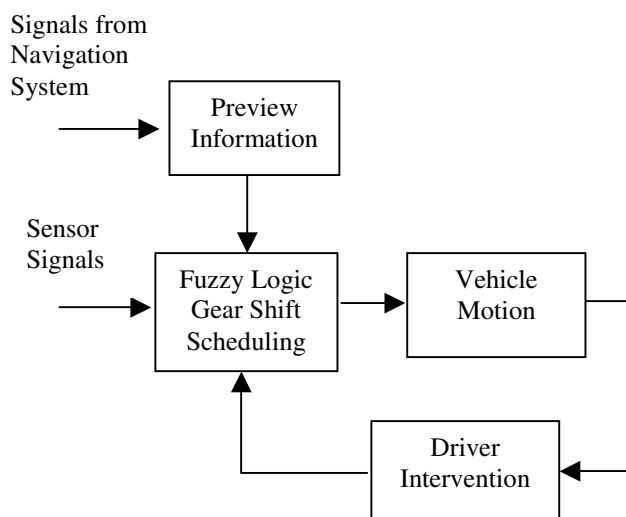 Signals from
Navigation
System
Preview
Information
Sensor
Signals
Fuzzy Logic
Gear Shift
Scheduling
Vehicle
Motion
Driver
Intervention